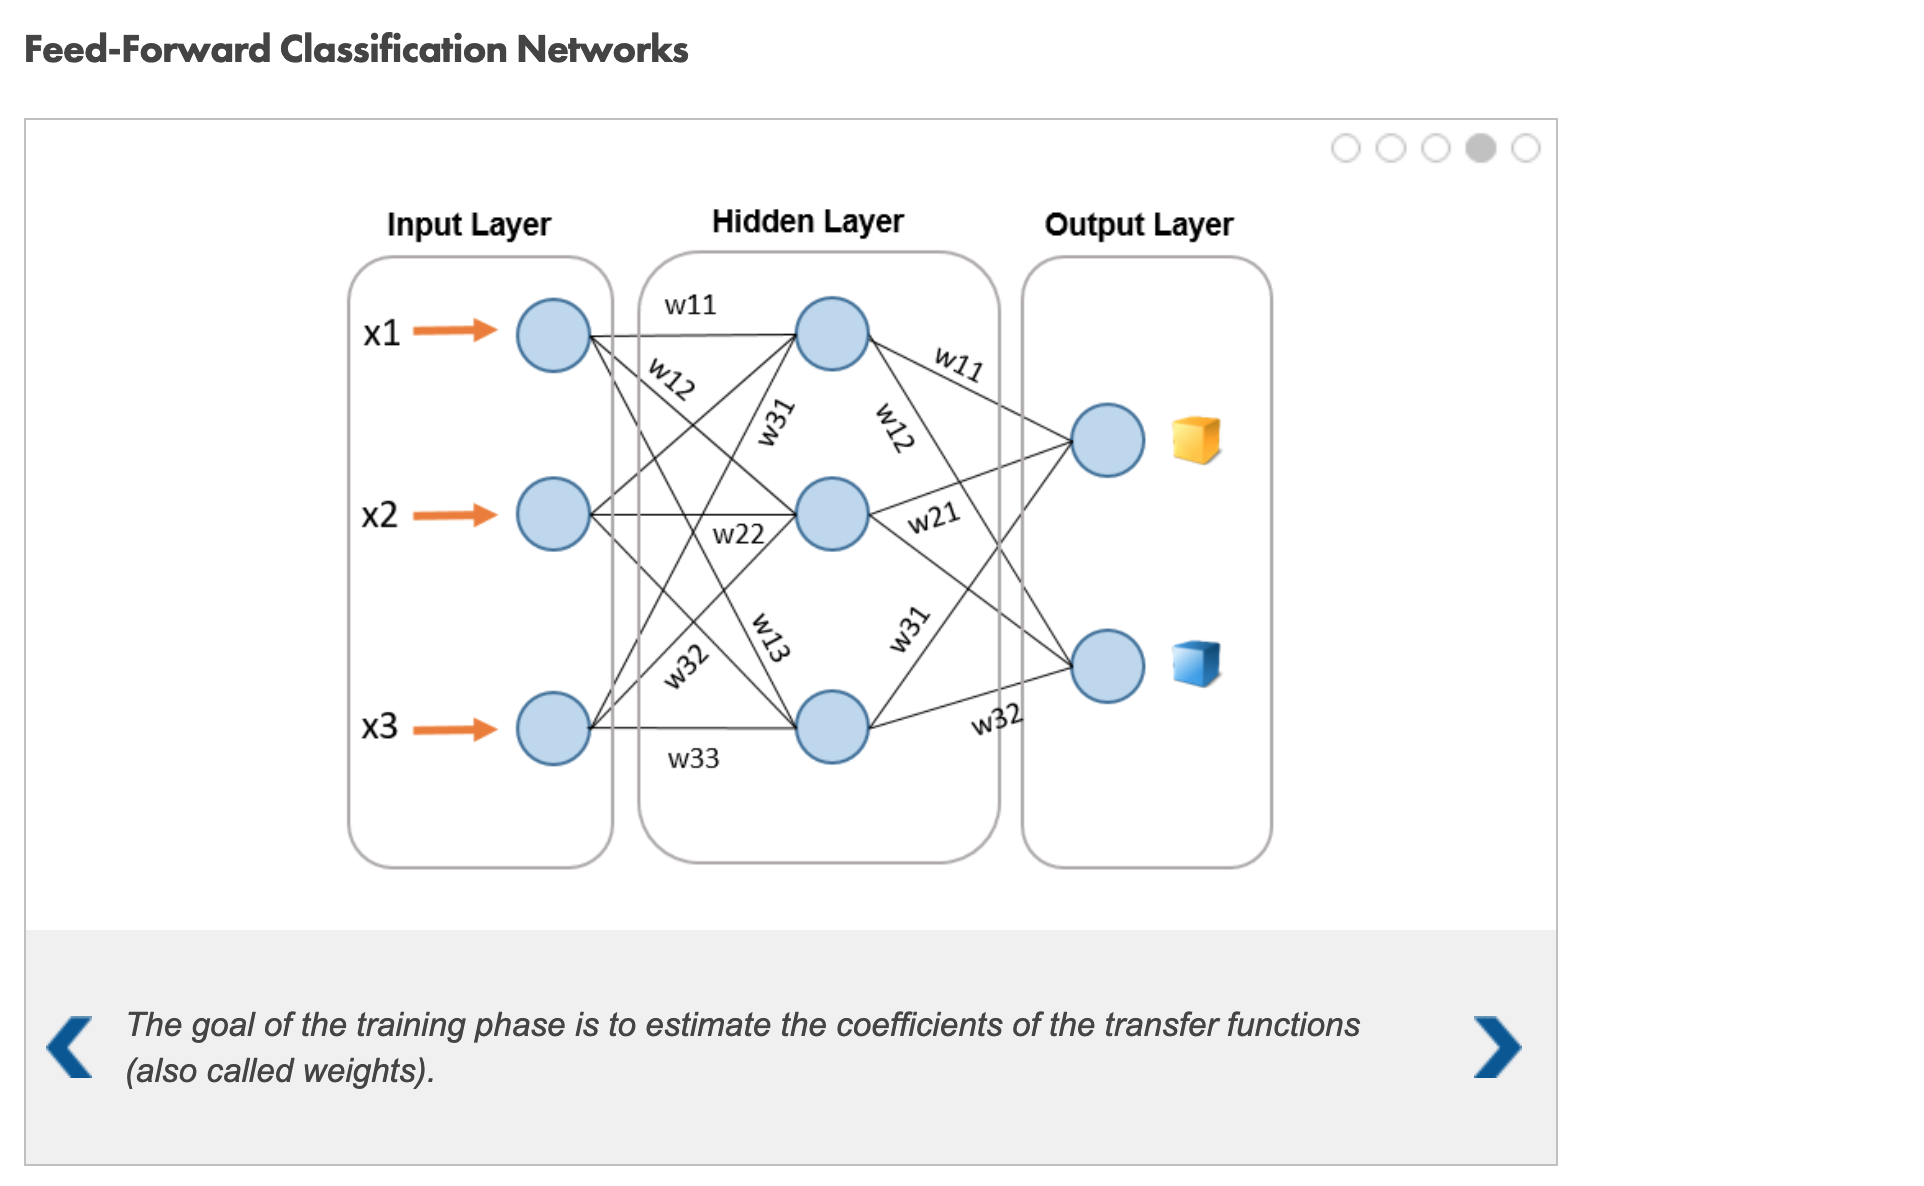 Feed-Forward Classification Networks
Input Layer
Hidden Layer
Output Layer
x1
w11
w12
w31
w11
w12
x2
w22
w21
w13
w32
w31
x3
w33
w32
The goal of the training phase is to estimate the coefficients of the transfer functions
(also called weights).